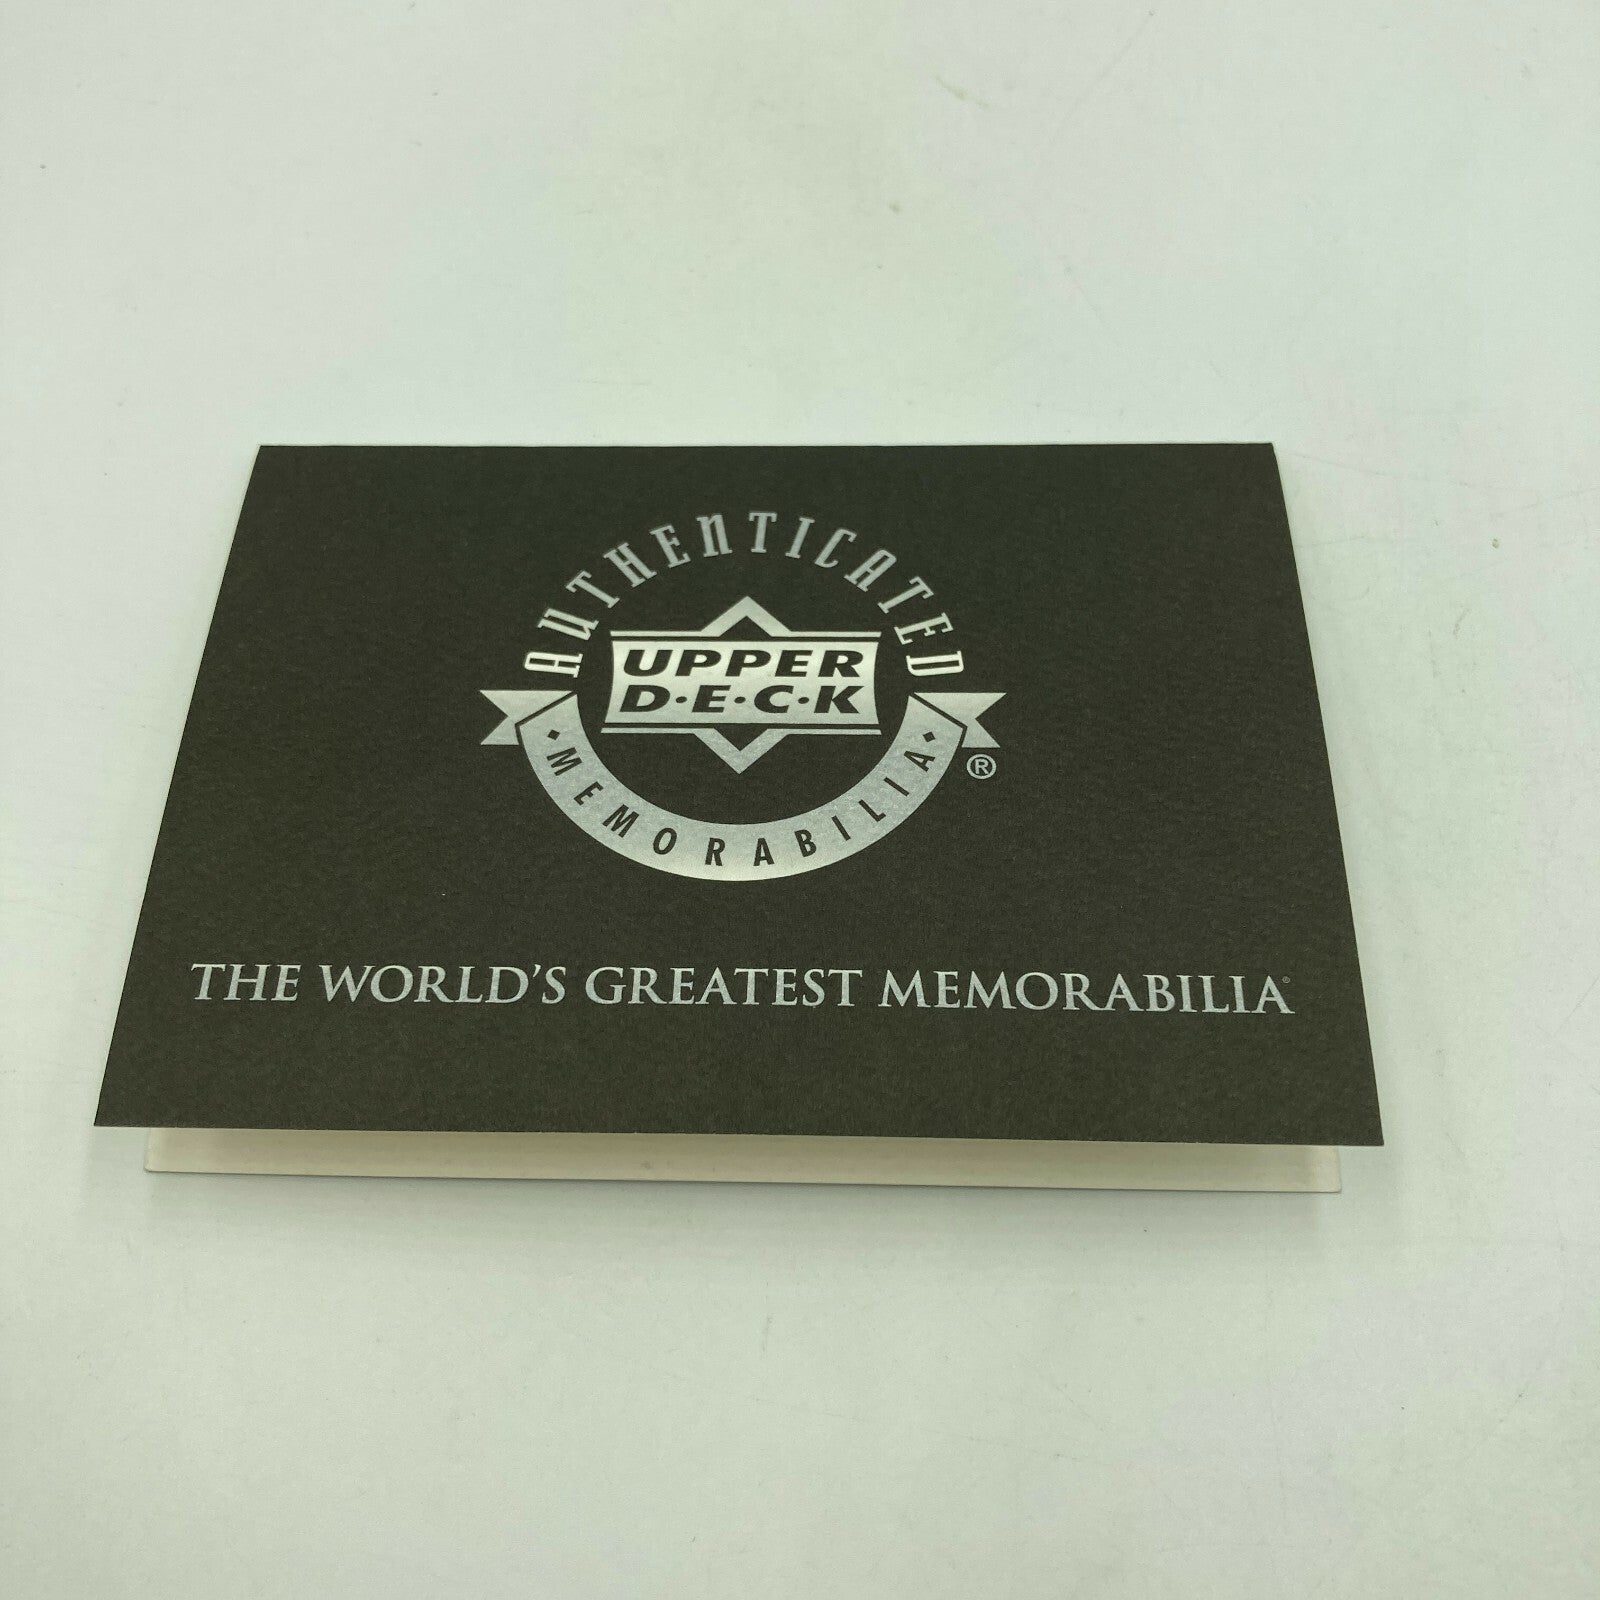 AUTHENTICATED
UPPER
D·E·C·K
·MEMORABILIA·
®
THE WORLD'S GREATEST MEMORABILIA